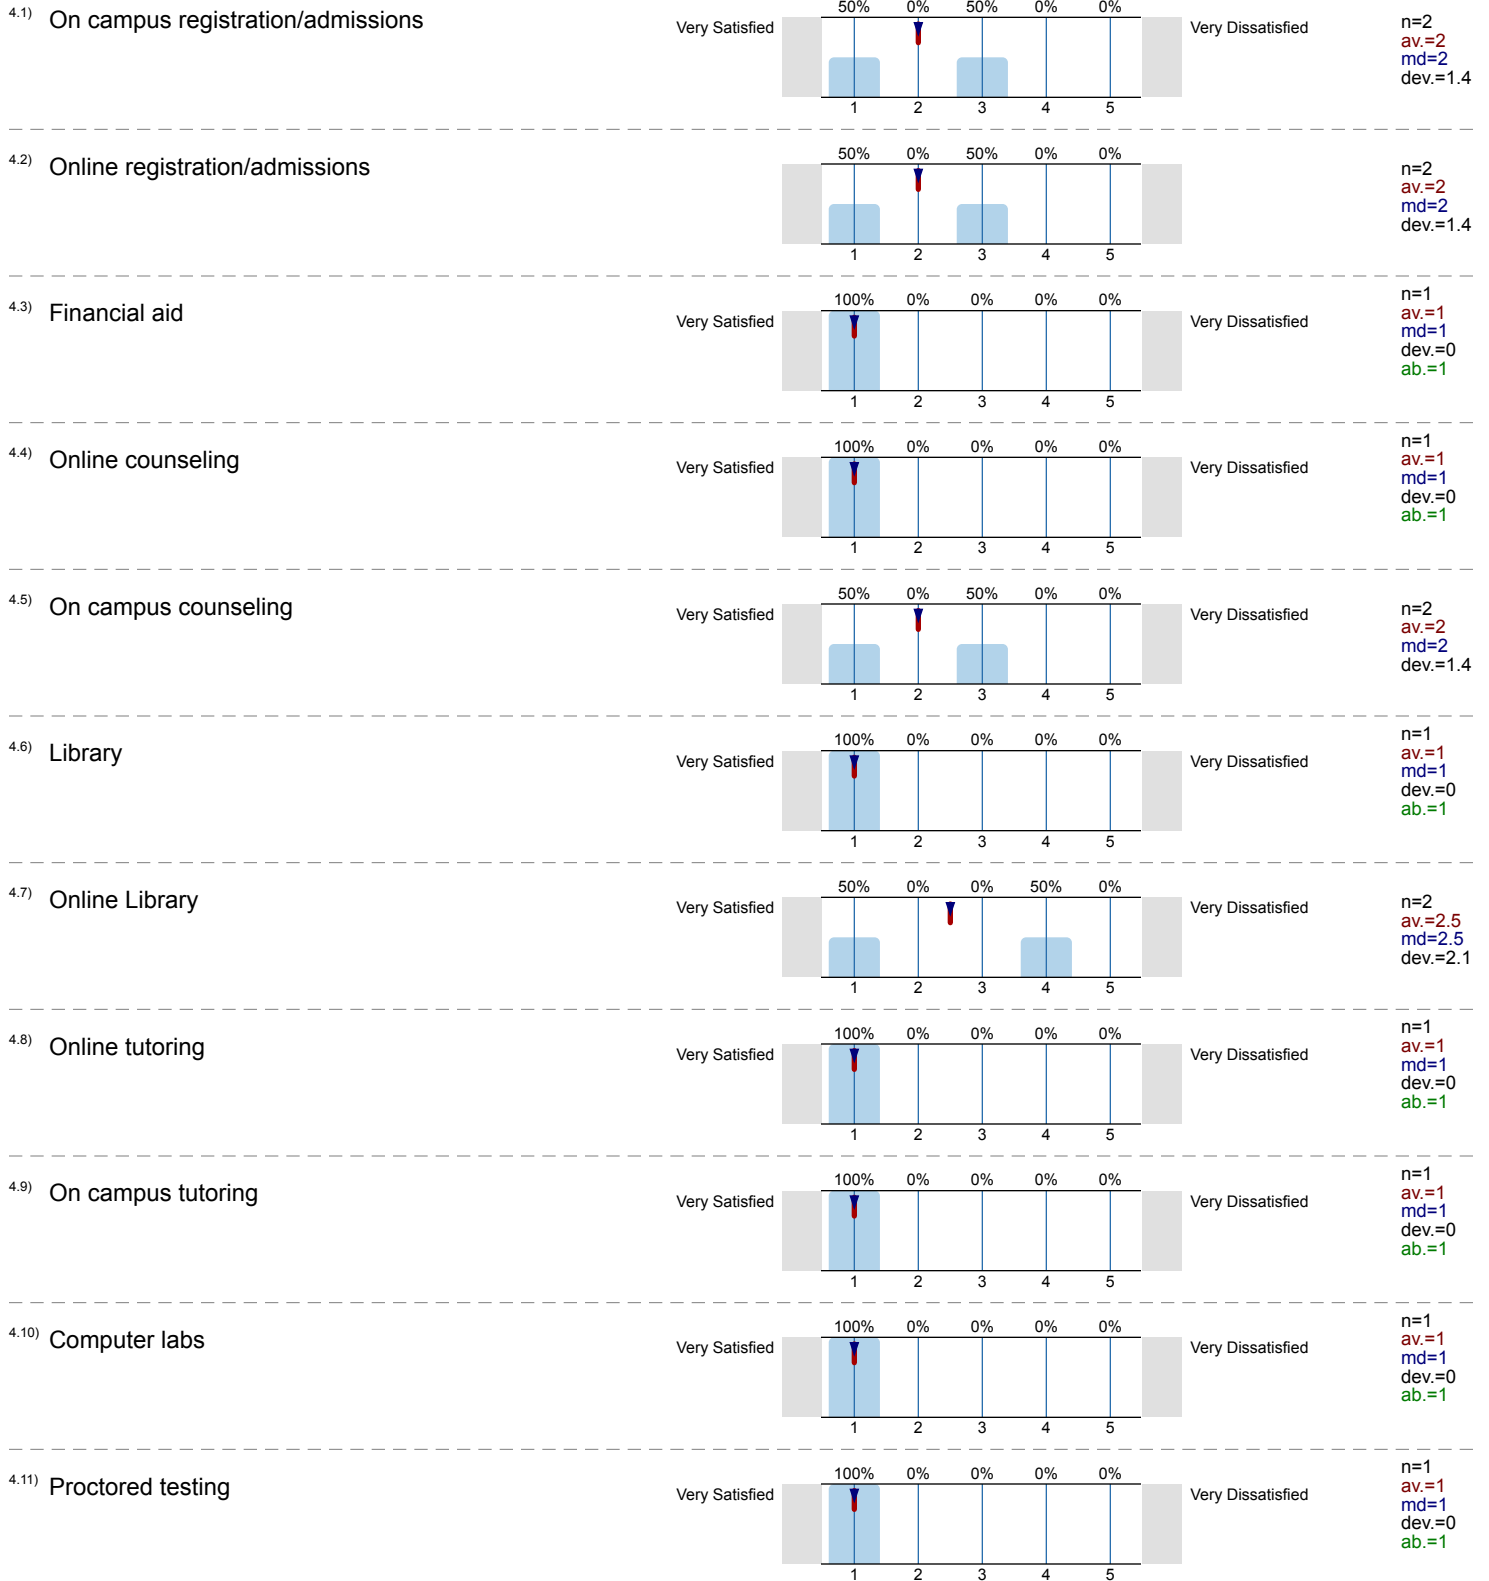 4.1) On campus registration/admissions
50% 0% 50% 0% 0%
Very Satisfied Very Dissatisfied
n=2
av.=2
md=2
dev.=1.4
1 2 3 4 5
4.2) Online registration/admissions
50% 0% 50% 0% 0%
n=2
av.=2
md=2
dev.=1.4
1 2 3 4 5
4.3) Financial aid
100% 0% 0% 0% 0%
Very Satisfied Very Dissatisfied
n=1
av.=1
md=1
dev.=0
ab.=1
1 2 3 4 5
4.4) Online counseling
100% 0% 0% 0% 0%
Very Satisfied Very Dissatisfied
n=1
av.=1
md=1
dev.=0
ab.=1
1 2 3 4 5
4.5) On campus counseling
50% 0% 50% 0% 0%
Very Satisfied Very Dissatisfied
n=2
av.=2
md=2
dev.=1.4
1 2 3 4 5
4.6) Library
100% 0% 0% 0% 0%
Very Satisfied Very Dissatisfied
n=1
av.=1
md=1
dev.=0
ab.=1
1 2 3 4 5
4.7) Online Library
50% 0% 0% 50% 0%
Very Satisfied Very Dissatisfied
n=2
av.=2.5
md=2.5
dev.=2.1
1 2 3 4 5
4.8) Online tutoring
100% 0% 0% 0% 0%
Very Satisfied Very Dissatisfied
n=1
av.=1
md=1
dev.=0
ab.=1
1 2 3 4 5
4.9) On campus tutoring
100% 0% 0% 0% 0%
Very Satisfied Very Dissatisfied
n=1
av.=1
md=1
dev.=0
ab.=1
1 2 3 4 5
4.10) Computer labs
100% 0% 0% 0% 0%
Very Satisfied Very Dissatisfied
n=1
av.=1
md=1
dev.=0
ab.=1
1 2 3 4 5
4.11) Proctored testing
100% 0% 0% 0% 0%
Very Satisfied Very Dissatisfied
n=1
av.=1
md=1
dev.=0
ab.=1
1 2 3 4 5